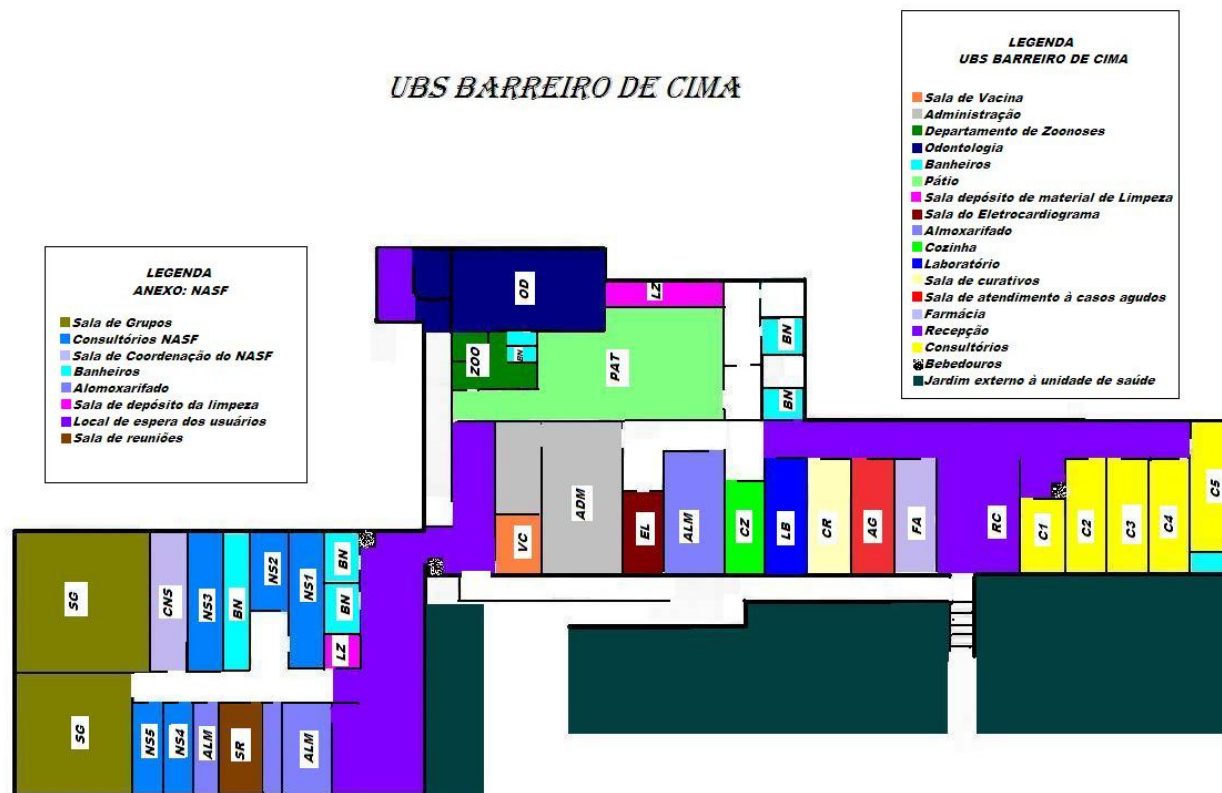 UBS BARREIRO DE CIMA
LEGENDA
UBS BARREIRO DE CIMA
Sala de Vacina
Administração
Departamento de Zoonoses
Odontologia
Banheiros
Pátio
Sala depósito de material de Limpeza
Sala do Eletrocardiograma
Almoxarifado
Cozinha
Laboratório
Sala de curativos
Sala de atendimento à casos agudos
Farmácia
Recepção
Consultórios
Bebedouros
Jardim externo à unidade de saúde
LEGENDA
ANEXO: NASF
Sala de Grupos
Consultórios NASF
Sala de Coordenação do NASF
Banheiros
Alomoxarifado
Sala de depósito da limpeza
Local de espera dos usuários
Sala de reuniões
OD
LZ
ZOO
BN
PAT
BN
BN
VC
ADM
EL
ALM
CZ
LB
CR
AG
FA
RC
C1
C2
C3
C4
C5
SG
CNS
NS3
BN
NS2
NS1
BN
BN
LZ
SG
NS5
NS4
ALM
SR
ALM